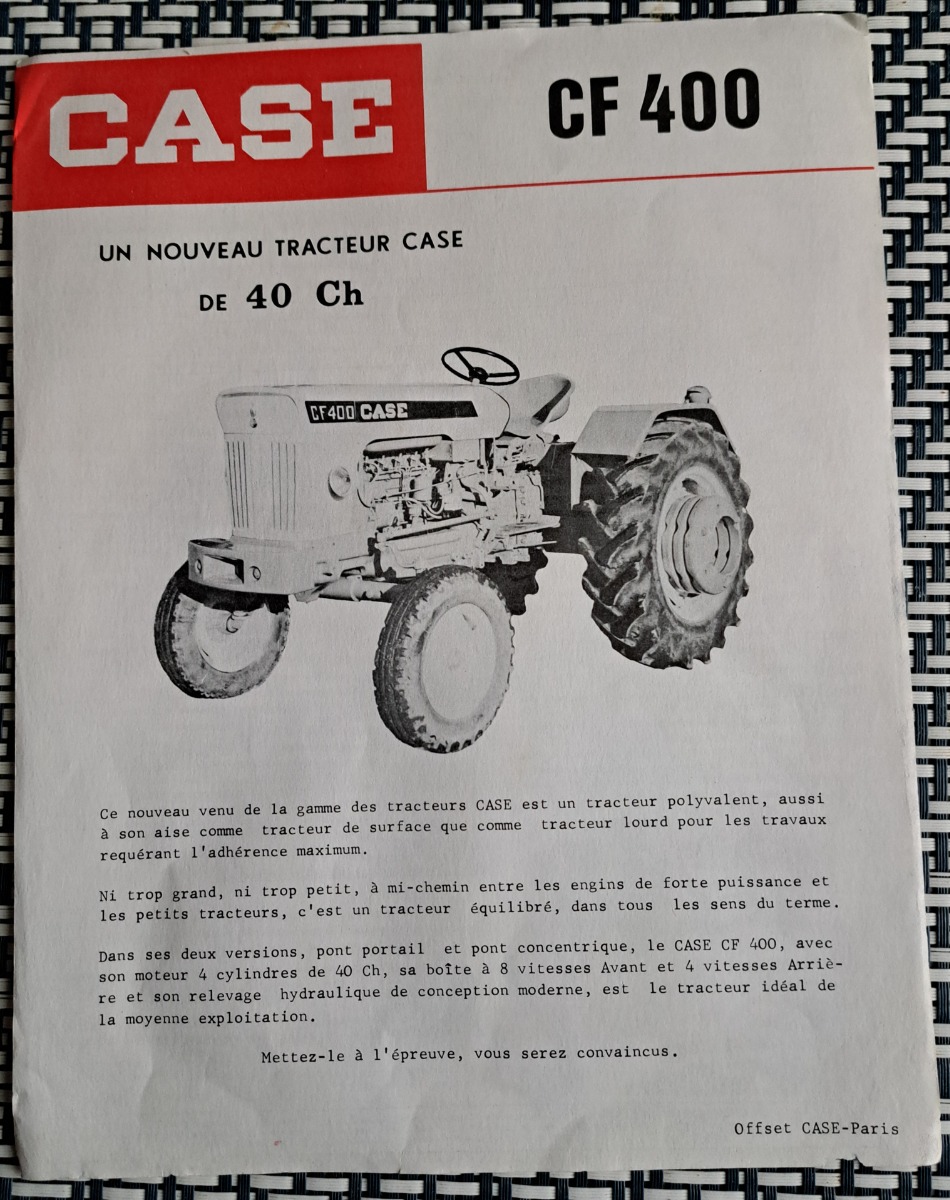 CASE
CF 400
UN NOUVEAU TRACTEUR CASE
DE 40 Ch
CF400 CASE
Ce nouveau venu de la gamme des tracteurs CASE est un tracteur polyvalent, aussi
à son aise comme tracteur de surface que comme tracteur lourd pour les travaux
requérant l'adhérence maximum.
Ni trop grand, ni trop petit, à mi-chemin entre les engins de forte puissance et
les petits tracteurs, c'est un tracteur équilibré, dans tous les sens du terme.
Dans ses deux versions, pont portail et pont concentrique, le CASE CF 400, avec
son moteur 4 cylindres de 40 Ch, sa boîte à 8 vitesses Avant et 4 vitesses Arriè-
re et son relevage hydraulique de conception moderne, est le tracteur idéal de
la moyenne exploitation.
Mettez-le à l'épreuve, vous serez convaincus.
Offset CASE-Paris